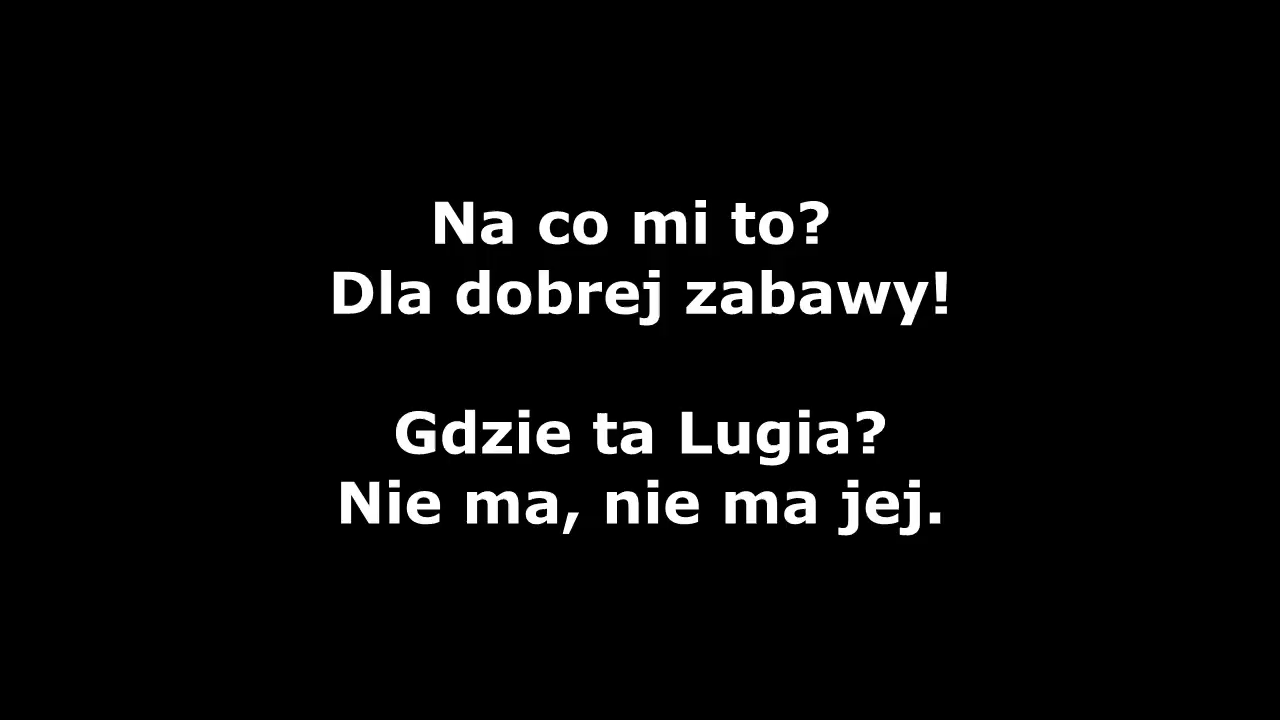 Na co mi to?
Dla dobrej zabawy!
Gdzie ta Lugia?
Nie ma, nie ma jej.